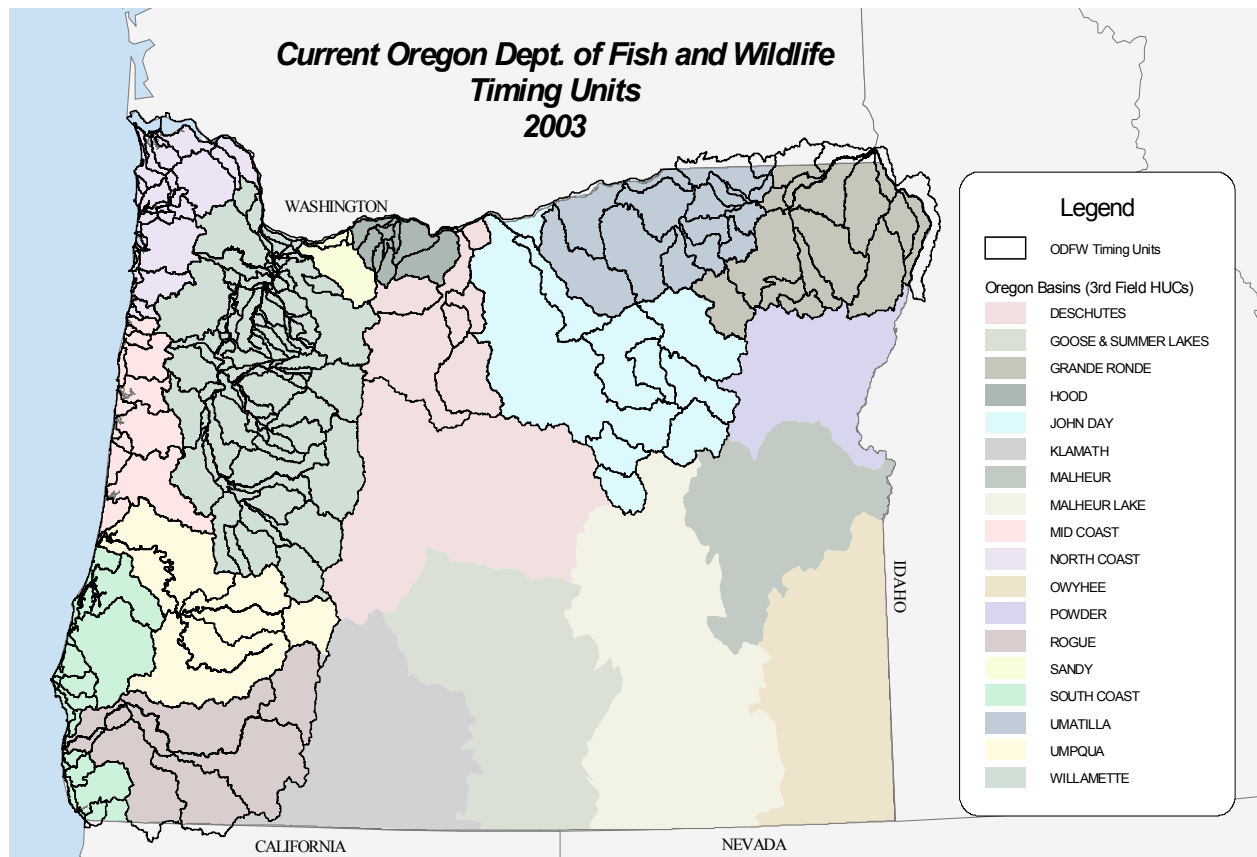 Current Oregon Dept. of Fish and Wildlife
Timing Units
2003
WASHINGTON
IDAHO
CALIFORNIA
NEVADA
Legend
ODFW Timing Units
Oregon Basins (3rd Field HUCs)
DESCHUTES
GOOSE & SUMMER LAKES
GRANDE RONDE
HOOD
JOHN DAY
KLAMATH
MALHEUR
MALHEUR LAKE
MID COAST
NORTH COAST
OWYHEE
POWDER
ROGUE
SANDY
SOUTH COAST
UMATILLA
UMPQUA
WILLAMETTE